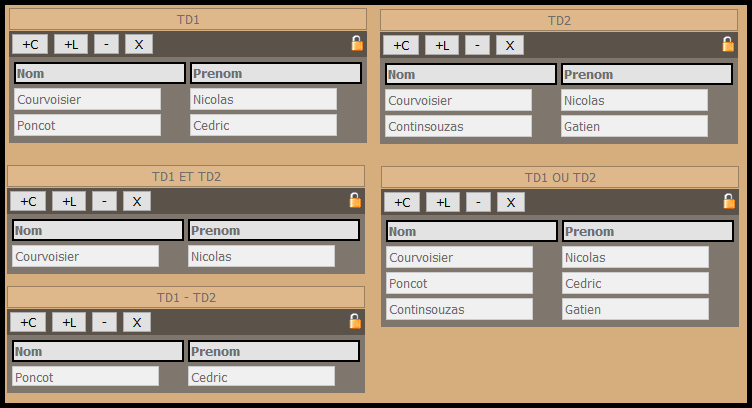 TD1
+C +L - X
Nom Prenom
Courvoisier Nicolas
Poncot Cedric
TD2
+C +L - X
Nom Prenom
Courvoisier Nicolas
Continsouzas Gatien
TD1 ET TD2
+C +L - X
Nom Prenom
Courvoisier Nicolas
TD1 OU TD2
+C +L - X
Nom Prenom
Courvoisier Nicolas
Poncot Cedric
Continsouzas Gatien
TD1 - TD2
+C +L - X
Nom Prenom
Poncot Cedric